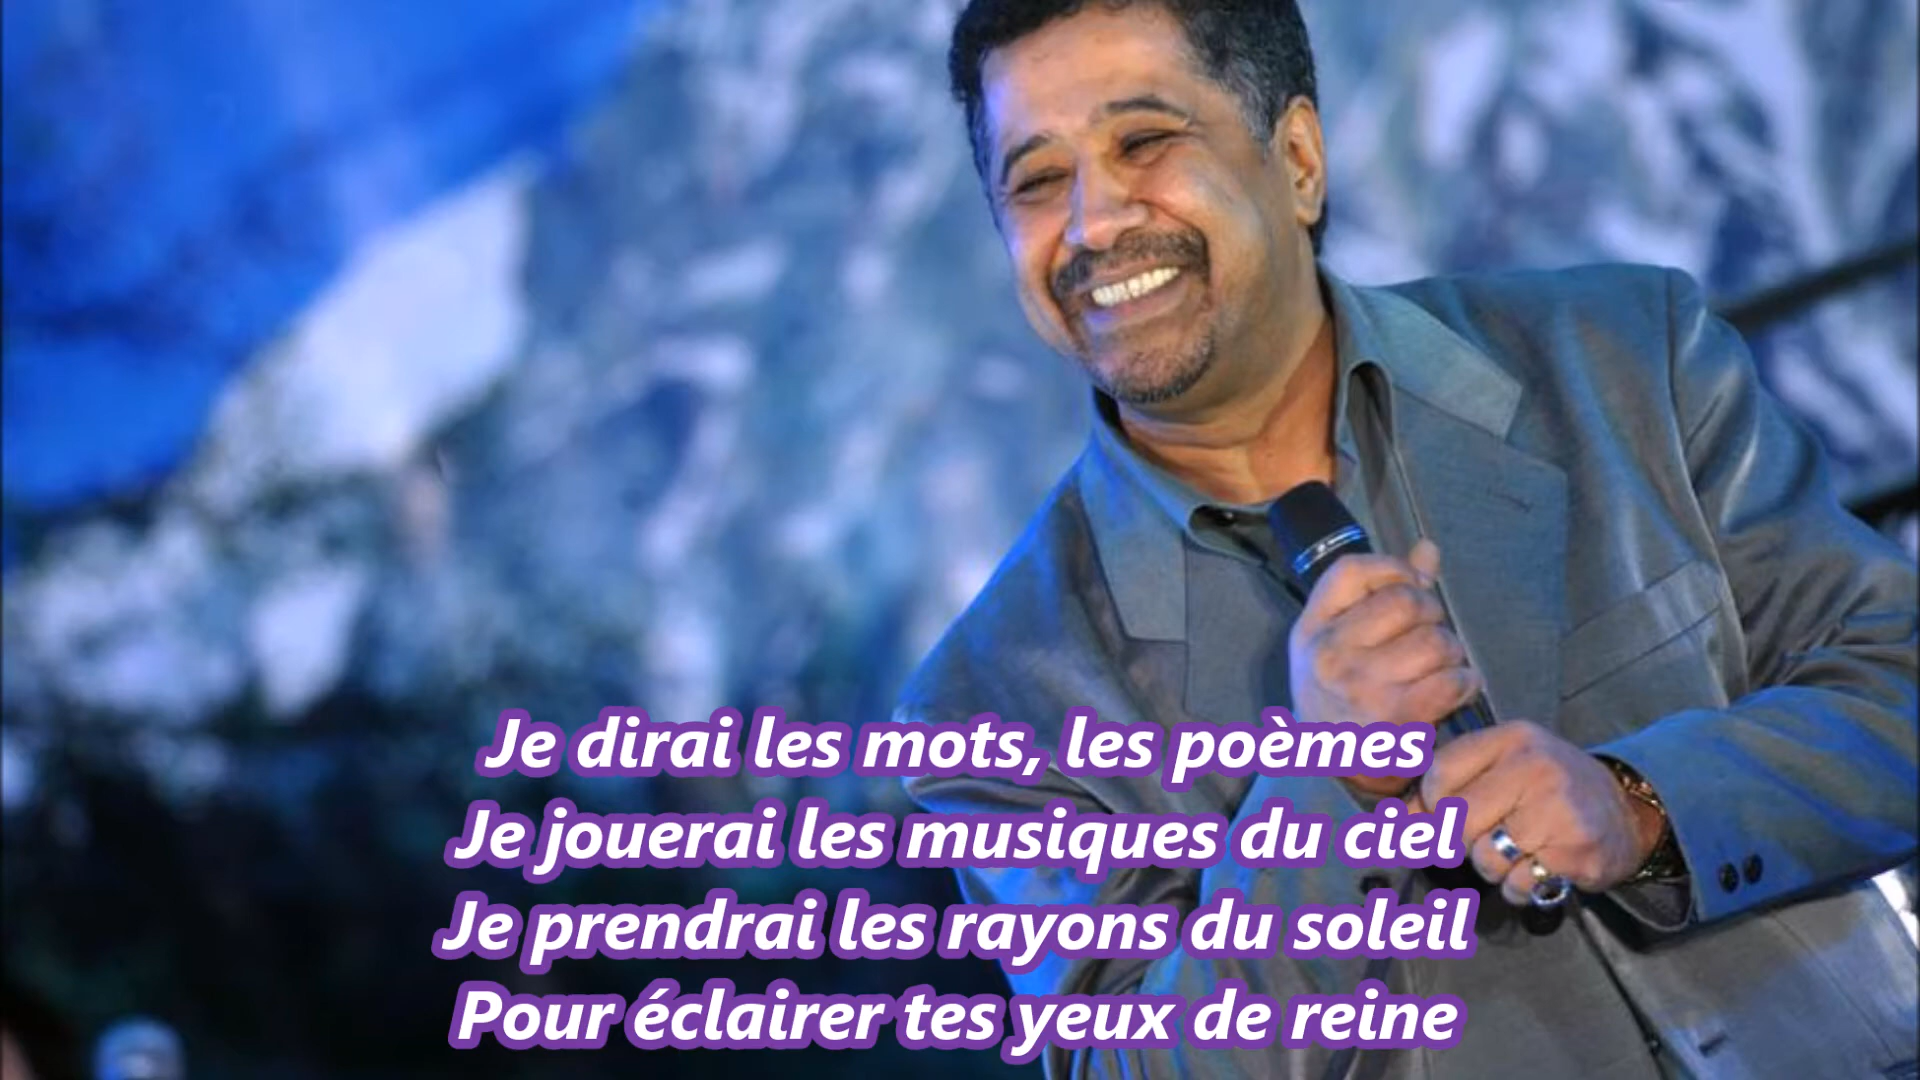 Je dirai les mots, les poèmes
Je jouerai les musiques du ciel
Je prendrai les rayons du soleil
Pour éclairer tes yeux de reine